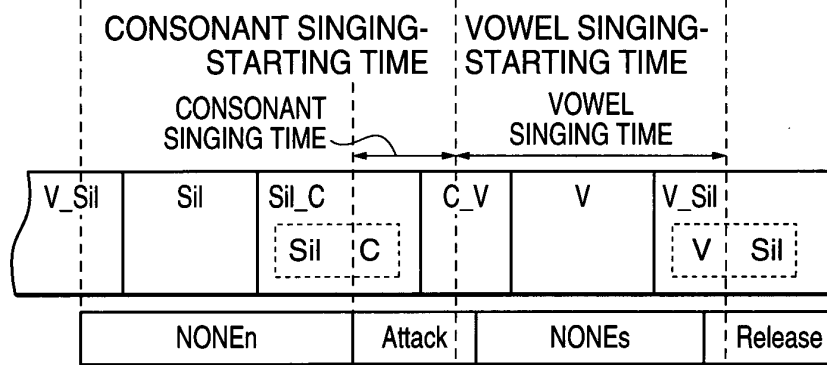 CONSONANT SINGING-
STARTING TIME
VOWEL SINGING-
STARTING TIME
CONSONANT
SINGING TIME
VOWEL
SINGING TIME
V_Sil Sil Sil_C C_V V V_Sil
Sil C V Sil
NONEn Attack NONEs Release